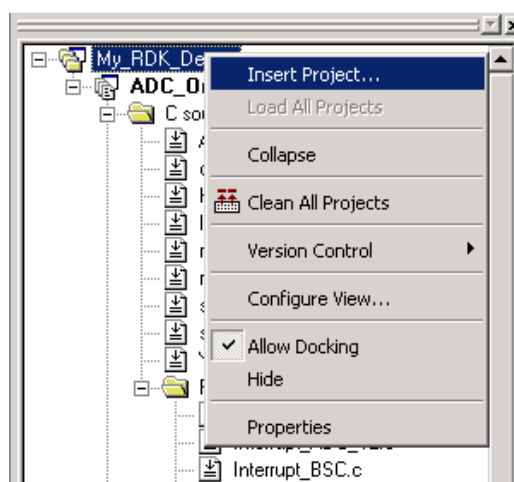 My_RDK_De
ADC_O
Insert Project...
Load All Projects
C sou
Collapse
Clean All Projects
Version Control
Configure View...
Allow Docking
Hide
Properties
Interrupt_BSC.c